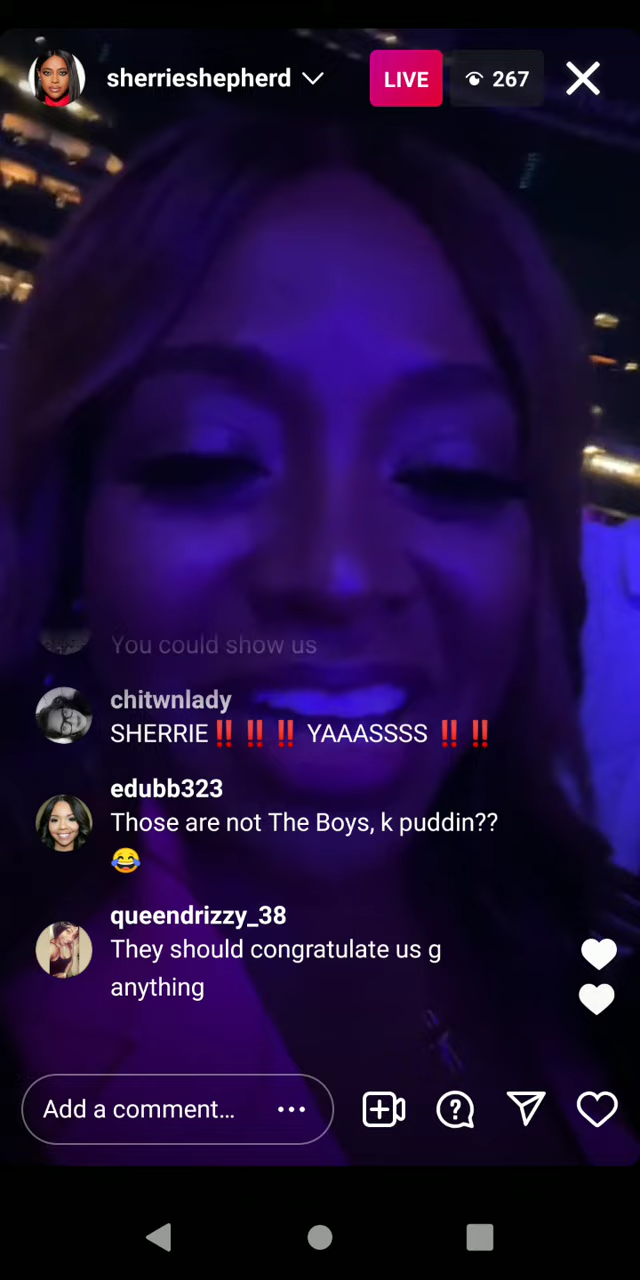 sherrieshepherd
LIVE
267
You could show us
chitwnlady
SHERRIE‼️‼️‼️ YAAASSSS ‼️‼️
edubb323
Those are not The Boys, k puddin??
😂
queendrizzy_38
They should congratulate us g
anything
Add a comment...